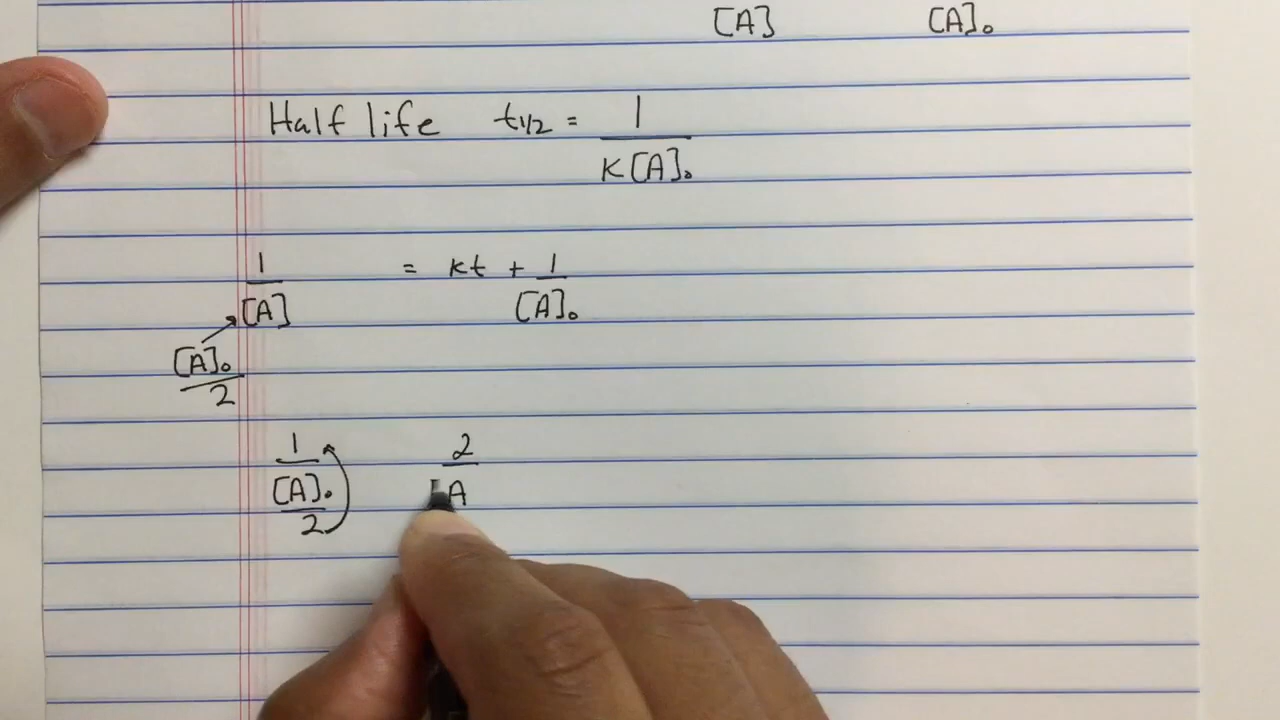 [A] [A]₀
Half life t1/2 = 1
K[A]₀
1 = kt + 1
[A] [A]₀
[A]₀
2
1 2
[A]₀ [A
2